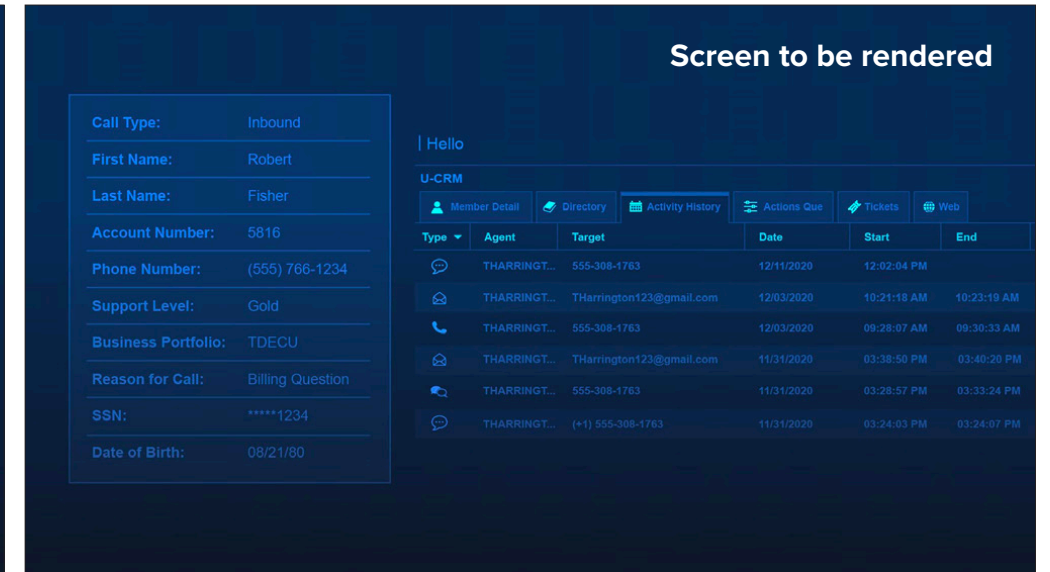 Screen to be rendered
Call Type: Inbound
First Name: Robert
Last Name: Fisher
Account Number: 5816
Phone Number: (555) 766-1234
Support Level: Gold
Business Portfolio: TDECU
Reason for Call: Billing Question
SSN: *****1234
Date of Birth: 08/21/80
| Hello
U-CRM
Member Detail Directory Activity History Actions Que Tickets Web
Type Agent Target Date Start End
THARRINGT... 555-308-1763 12/11/2020 12:02:04 PM
THARRINGT... THarrington123@gmail.com 12/03/2020 10:21:18 AM 10:23:19 AM
THARRINGT... 555-308-1763 12/03/2020 09:28:07 AM 09:30:33 AM
THARRINGT... THarrington123@gmail.com 11/31/2020 03:38:50 PM 03:40:20 PM
THARRINGT... 555-308-1763 11/31/2020 03:28:57 PM 03:33:24 PM
THARRINGT... (+1) 555-308-1763 11/31/2020 03:24:03 PM 03:24:07 PM